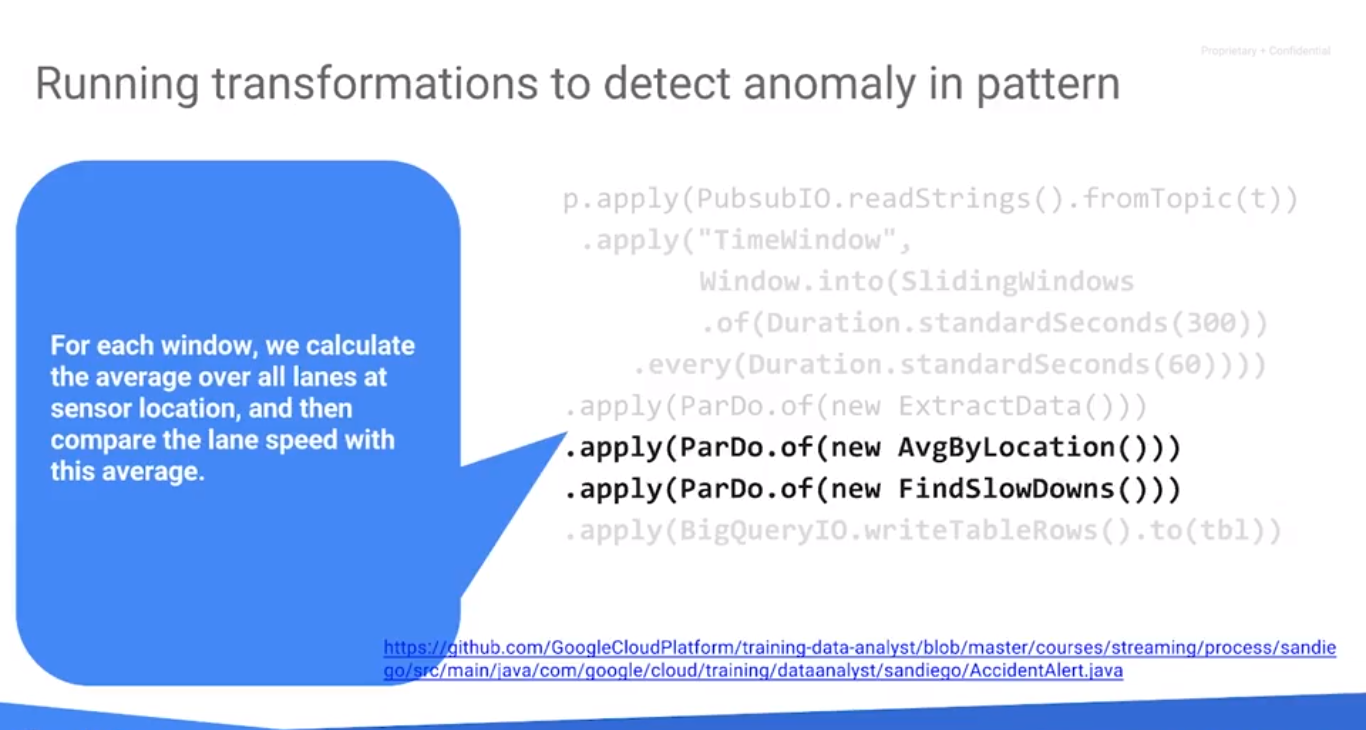 Proprietary + Confidential
Running transformations to detect anomaly in pattern
For each window, we calculate
the average over all lanes at
sensor location, and then
compare the lane speed with
this average.
p.apply(PubsubIO.readStrings().fromTopic(t))
.apply("TimeWindow",
Window.into(SlidingWindows
.of(Duration.standardSeconds(300))
.every(Duration.standardSeconds(60))))
.apply(ParDo.of(new ExtractData()))
.apply(ParDo.of(new AvgByLocation()))
.apply(ParDo.of(new FindSlowDowns()))
.apply(BigQueryIO.writeTableRows().to(tbl))
https://github.com/GoogleCloudPlatform/training-data-analyst/blob/master/courses/streaming/process/sandie
go/src/main/java/com/google/cloud/training/dataanalyst/sandiego/AccidentAlert.java